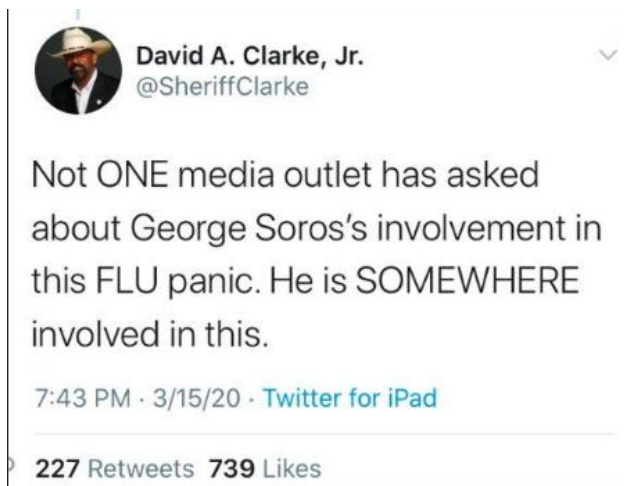 David A. Clarke, Jr.
@SheriffClarke
Not ONE media outlet has asked
about George Soros's involvement in
this FLU panic. He is SOMEWHERE
involved in this.
7:43 PM · 3/15/20 · Twitter for iPad
227 Retweets 739 Likes